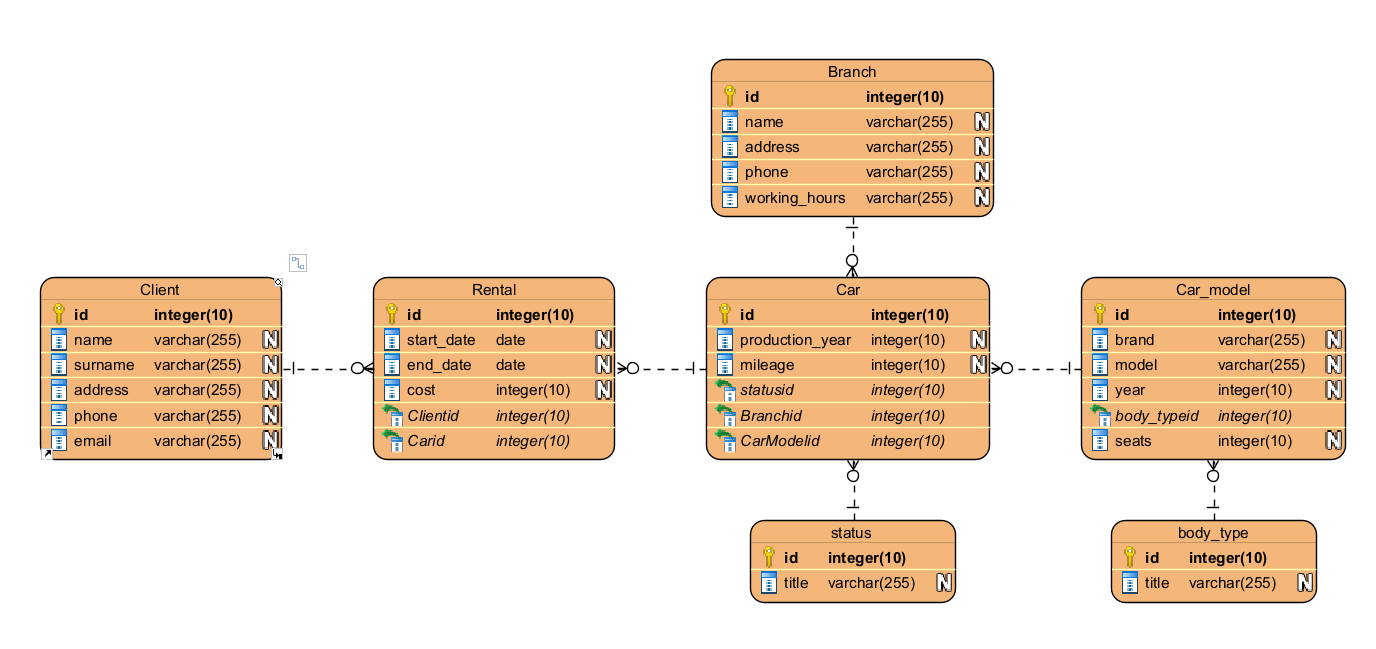 Branch
id integer(10)
name varchar(255) N
address varchar(255) N
phone varchar(255) N
working_hours varchar(255) N
Client
id integer(10)
name varchar(255) N
surname varchar(255) N
address varchar(255) N
phone varchar(255) N
email varchar(255) N
Rental
id integer(10)
start_date date N
end_date date N
cost integer(10) N
Clientid integer(10)
Carid integer(10)
Car
id integer(10)
production_year integer(10) N
mileage integer(10) N
statusid integer(10)
Branchid integer(10)
CarModelid integer(10)
Car_model
id integer(10)
brand varchar(255) N
model varchar(255) N
year integer(10) N
body_typeid integer(10)
seats integer(10) N
status
id integer(10)
title varchar(255) N
body_type
id integer(10)
title varchar(255) N